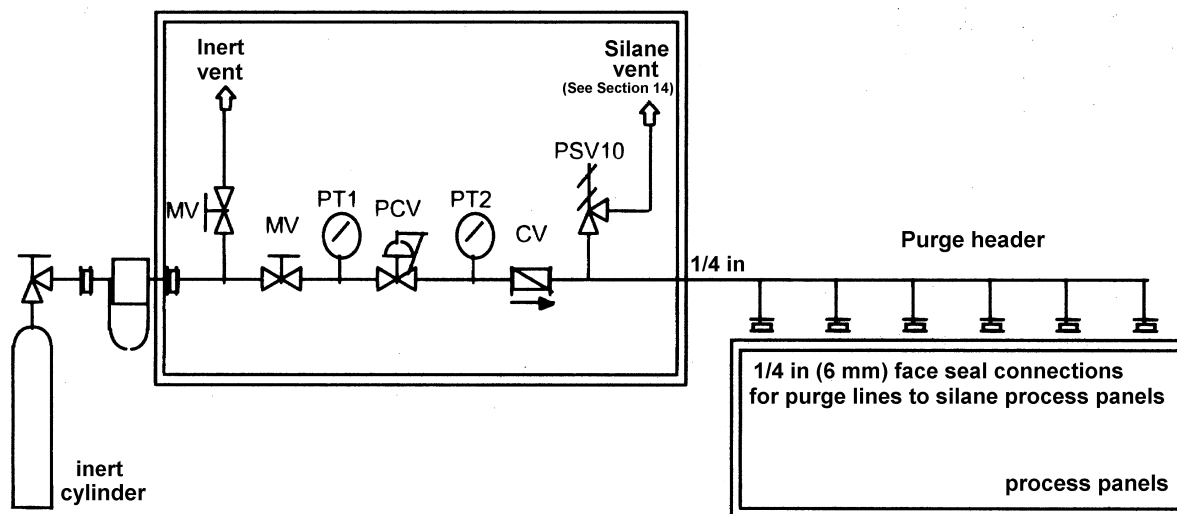 Inert
vent
Silane
vent
(See Section 14)
PSV10
MV
MV
PT1
PCV
PT2
CV
1/4 in
Purge header
1/4 in (6 mm) face seal connections
for purge lines to silane process panels
process panels
inert
cylinder